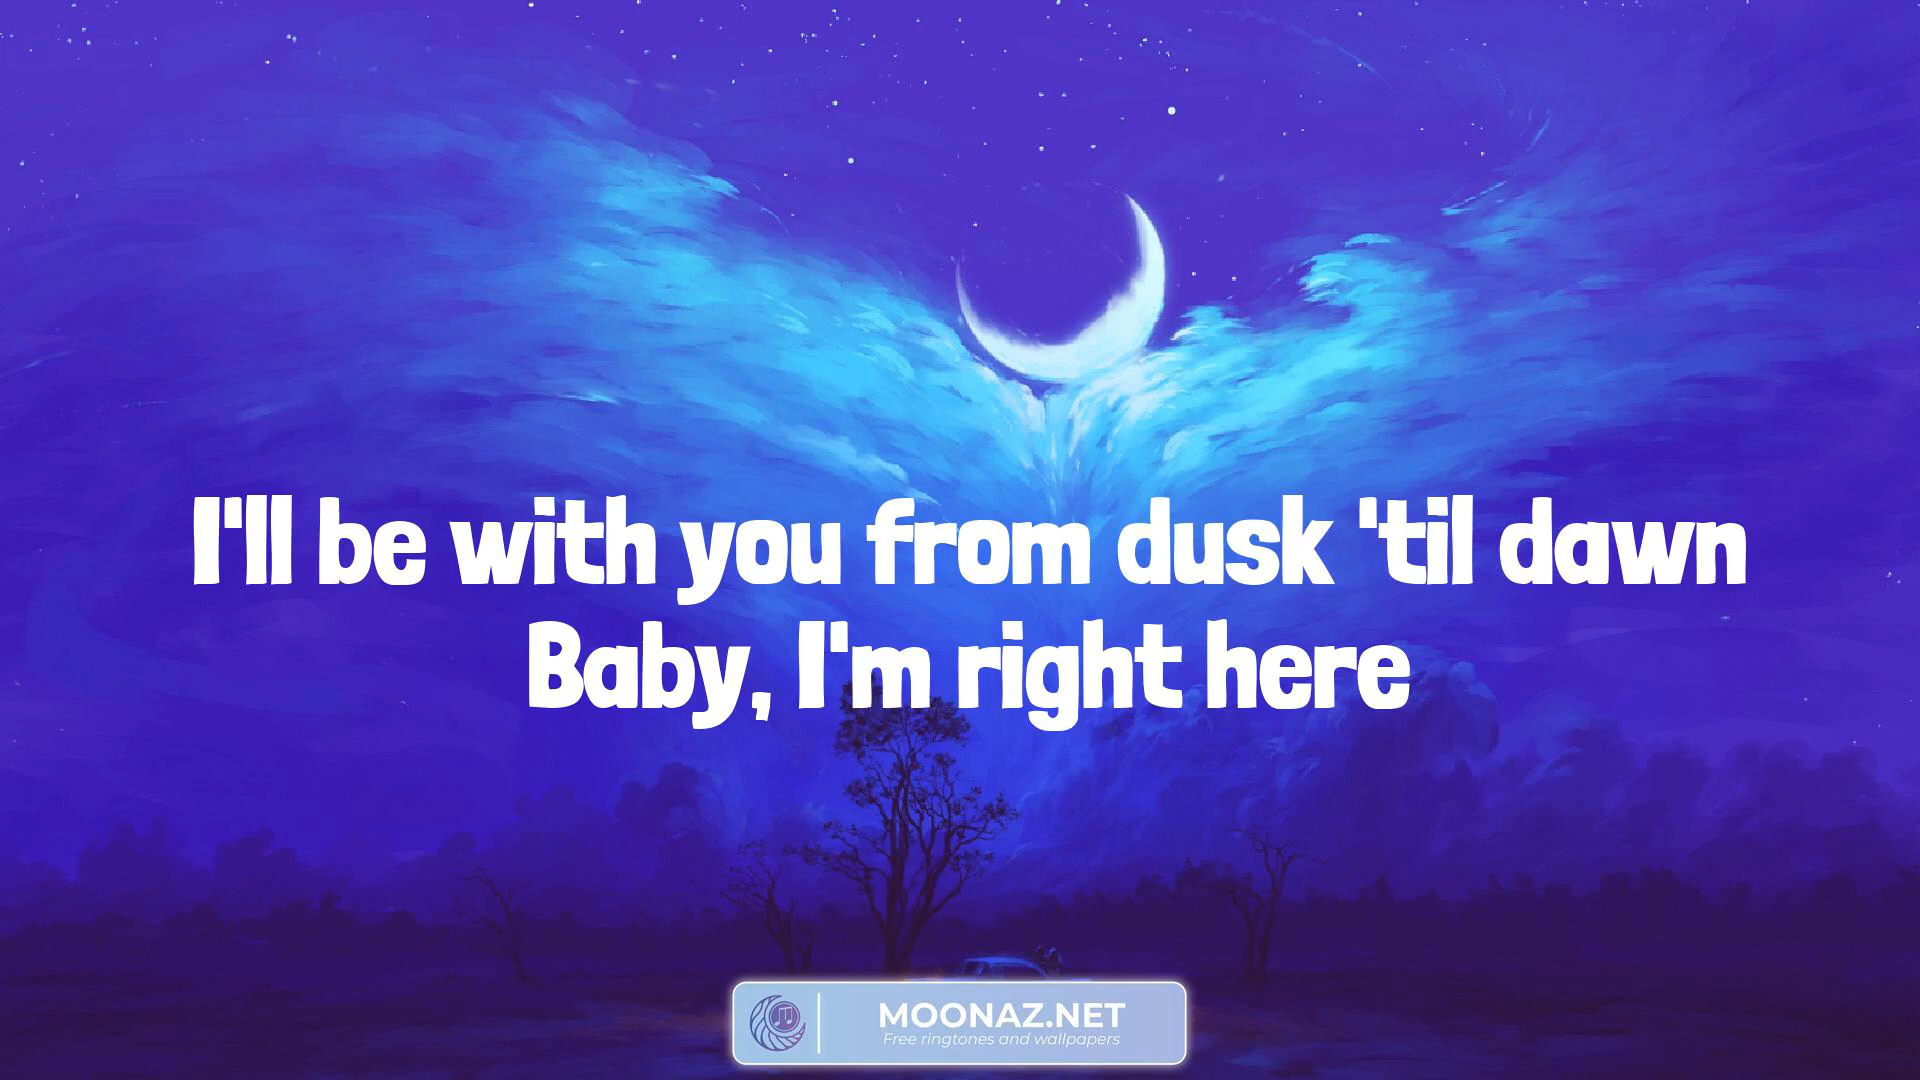 I'll be with you from dusk 'til dawn
Baby, I'm right here
MOONAZ.NET
Free ringtones and wallpapers